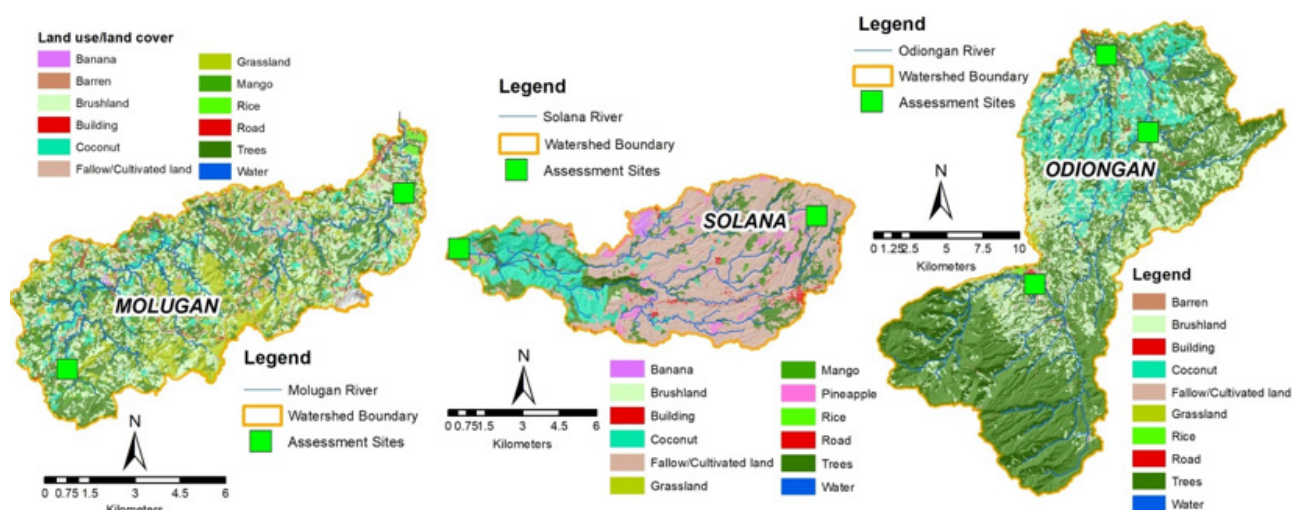 Land use/land cover
Banana
Barren
Brushland
Building
Coconut
Fallow/Cultivated land
Grassland
Mango
Rice
Road
Trees
Water
MOLUGAN
Legend
Molugan River
Watershed Boundary
Assessment Sites
N
0 0.75 1.5 3 4.5 6
Kilometers
Legend
Solana River
Watershed Boundary
Assessment Sites
SOLANA
N
0 0.75 1.5 3 4.5 6
Kilometers
Banana
Brushland
Building
Coconut
Fallow/Cultivated land
Grassland
Mango
Pineapple
Rice
Road
Trees
Water
Legend
Odiongan River
Watershed Boundary
Assessment Sites
ODIONGAN
N
0 1.25 2.5 5 7.5 10
Kilometers
Legend
Barren
Brushland
Building
Coconut
Fallow/Cultivated land
Grassland
Rice
Road
Trees
Water